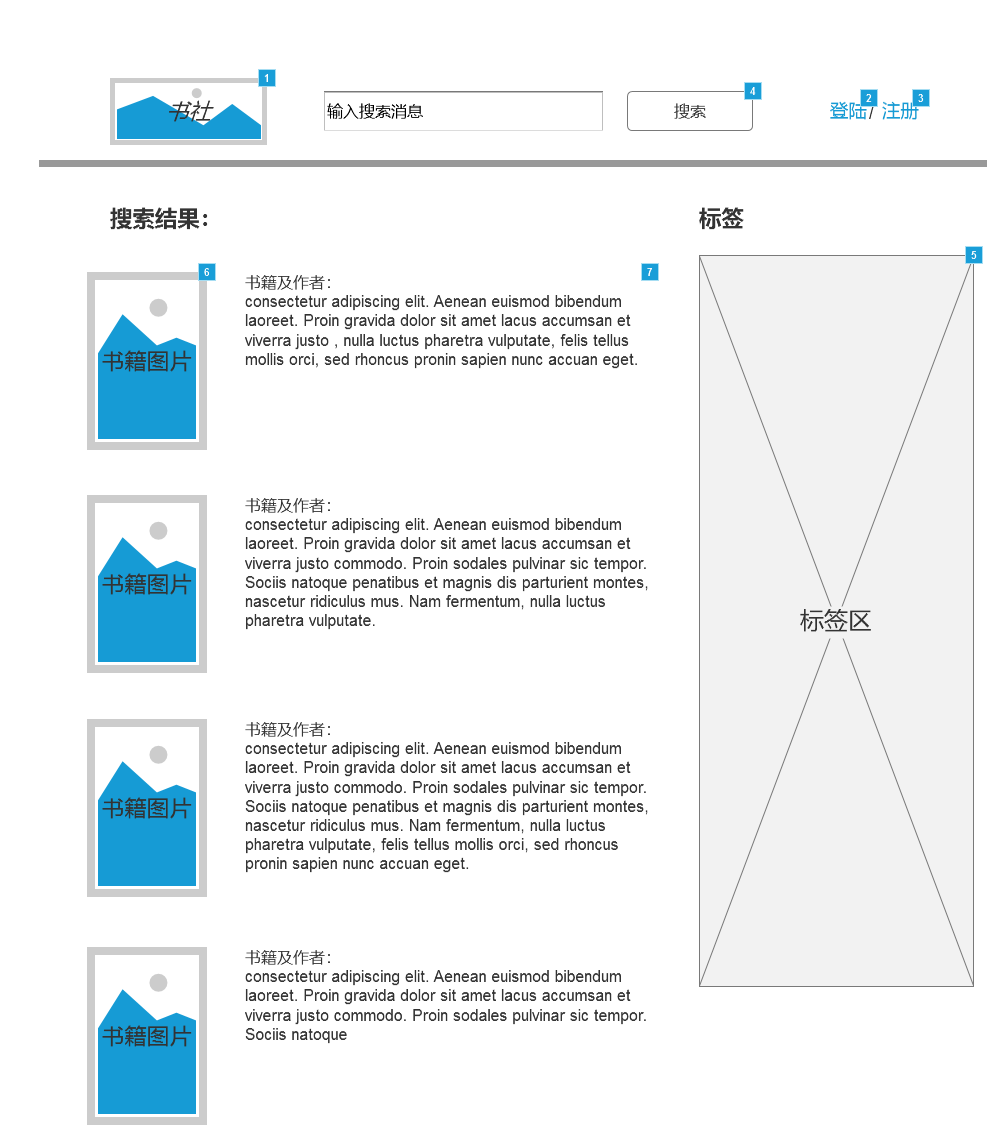 1
书社
输入搜索消息
搜索
4
登陆/ 注册
2
3
搜索结果：
标签
5
标签区
6
书籍图片
7
书籍及作者：
consectetur adipiscing elit. Aenean euismod bibendum
laoreet. Proin gravida dolor sit amet lacus accumsan et
viverra justo , nulla luctus pharetra vulputate, felis tellus
mollis orci, sed rhoncus pronin sapien nunc accuan eget.
书籍图片
书籍及作者：
consectetur adipiscing elit. Aenean euismod bibendum
laoreet. Proin gravida dolor sit amet lacus accumsan et
viverra justo commodo. Proin sodales pulvinar sic tempor.
Sociis natoque penatibus et magnis dis parturient montes,
nascetur ridiculus mus. Nam fermentum, nulla luctus
pharetra vulputate.
书籍图片
书籍及作者：
consectetur adipiscing elit. Aenean euismod bibendum
laoreet. Proin gravida dolor sit amet lacus accumsan et
viverra justo commodo. Proin sodales pulvinar sic tempor.
Sociis natoque penatibus et magnis dis parturient montes,
nascetur ridiculus mus. Nam fermentum, nulla luctus
pharetra vulputate, felis tellus mollis orci, sed rhoncus
pronin sapien nunc accuan eget.
书籍图片
书籍及作者：
consectetur adipiscing elit. Aenean euismod bibendum
laoreet. Proin gravida dolor sit amet lacus accumsan et
viverra justo commodo. Proin sodales pulvinar sic tempor.
Sociis natoque